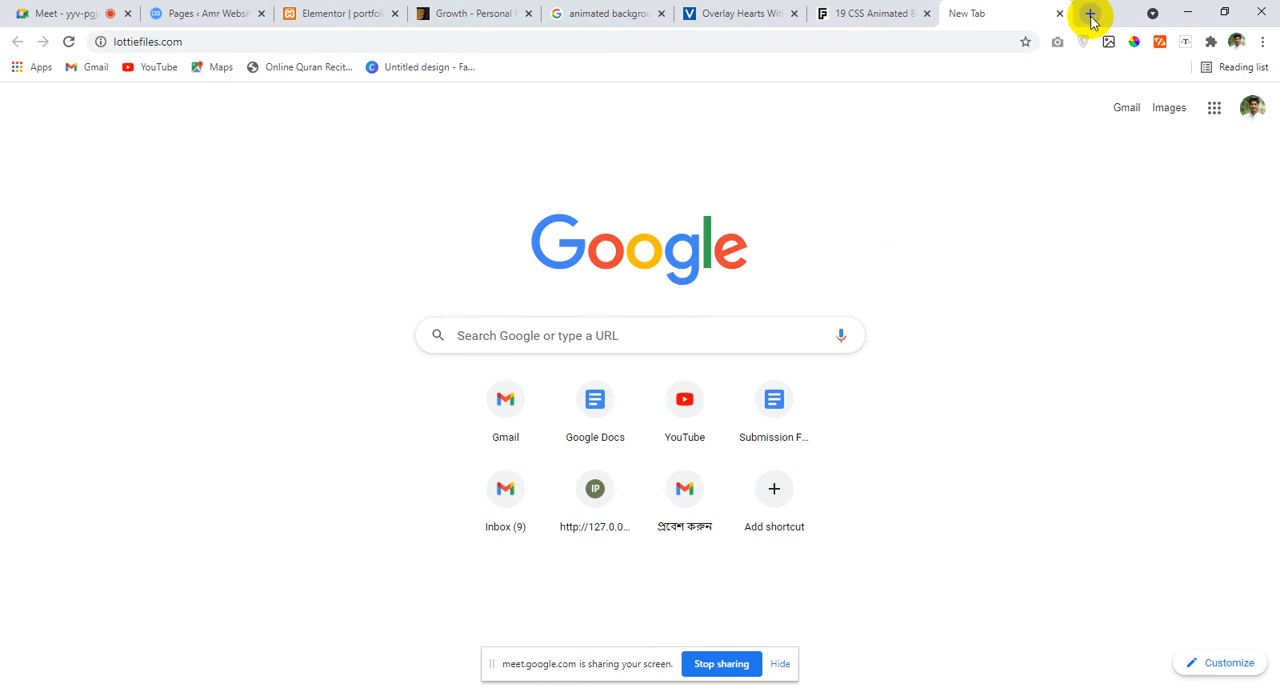 Meet - yyv-pgj
Pages ‹ Amr Websit
Elementor | portfol
Growth - Personal
animated backgrou
Overlay Hearts Wit
19 CSS Animated B
New Tab
lottiefiles.com
Apps
Gmail
YouTube
Maps
Online Quran Recit...
Untitled design - Fa...
Reading list
Gmail Images
Google
Search Google or type a URL
Gmail
Google Docs
YouTube
Submission F...
IP
Inbox (9)
http://127.0.0...
প্রবেশ করুন
Add shortcut
meet.google.com is sharing your screen.
Stop sharing
Hide
Customize